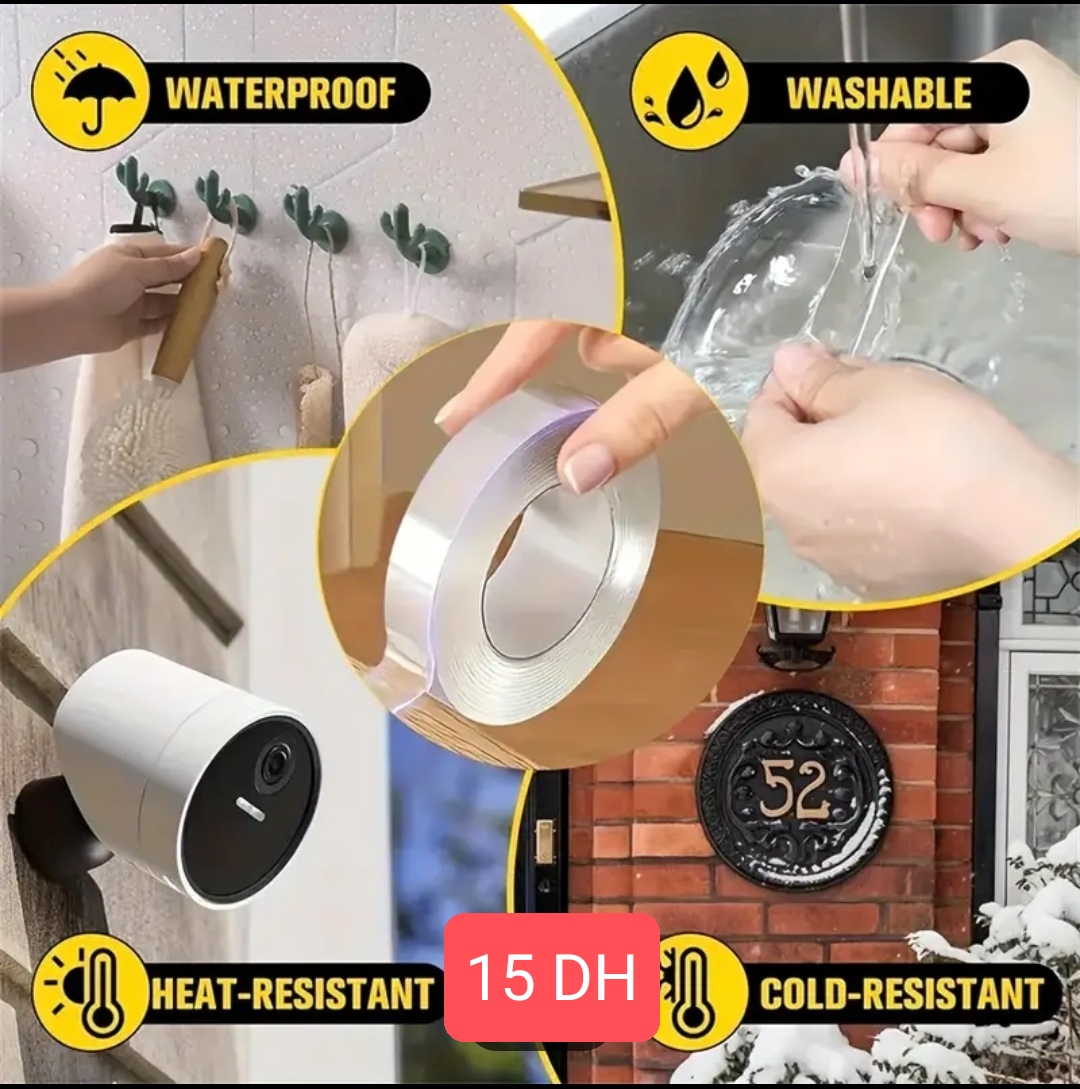 WATERPROOF
WASHABLE
52
HEAT-RESISTANT
15 DH
COLD-RESISTANT